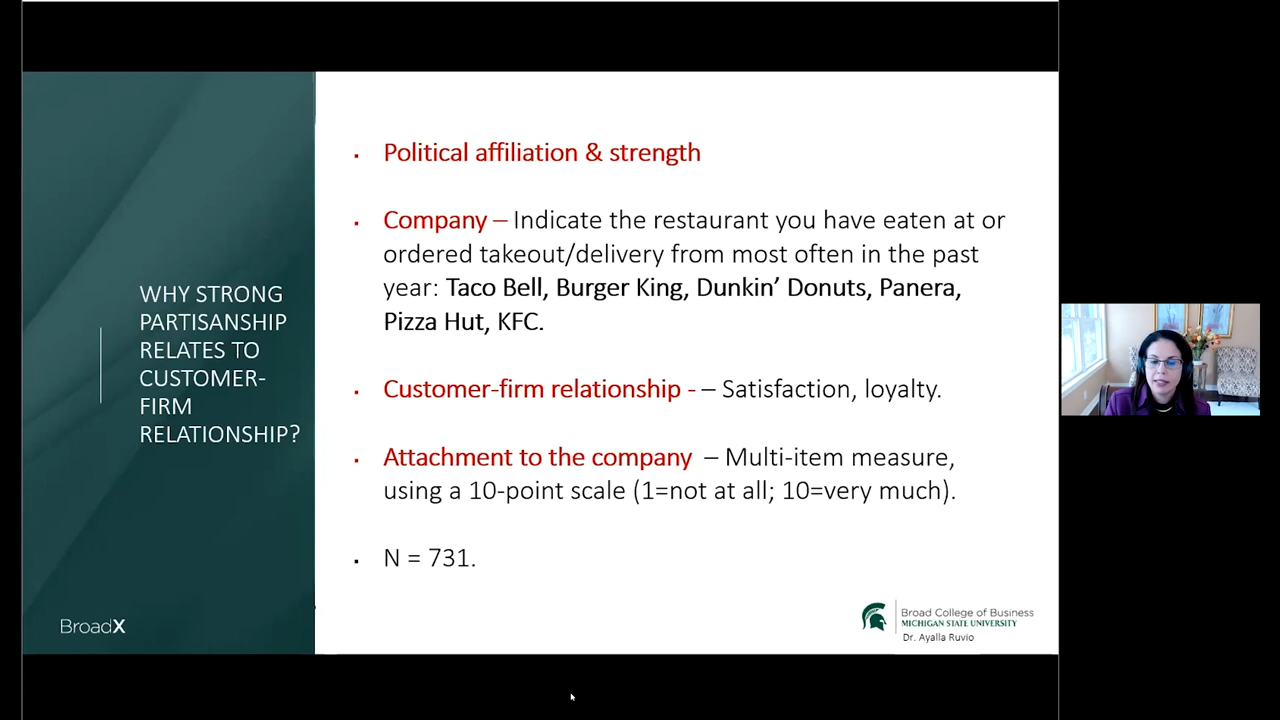 WHY STRONG
PARTISANSHIP
RELATES TO
CUSTOMER-
FIRM
RELATIONSHIP?
BroadX
▪ Political affiliation & strength
▪ Company – Indicate the restaurant you have eaten at or
ordered takeout/delivery from most often in the past
year: Taco Bell, Burger King, Dunkin’ Donuts, Panera,
Pizza Hut, KFC.
▪ Customer-firm relationship - – Satisfaction, loyalty.
▪ Attachment to the company – Multi-item measure,
using a 10-point scale (1=not at all; 10=very much).
▪ N = 731.
Broad College of Business
MICHIGAN STATE UNIVERSITY
Dr. Ayalla Ruvio